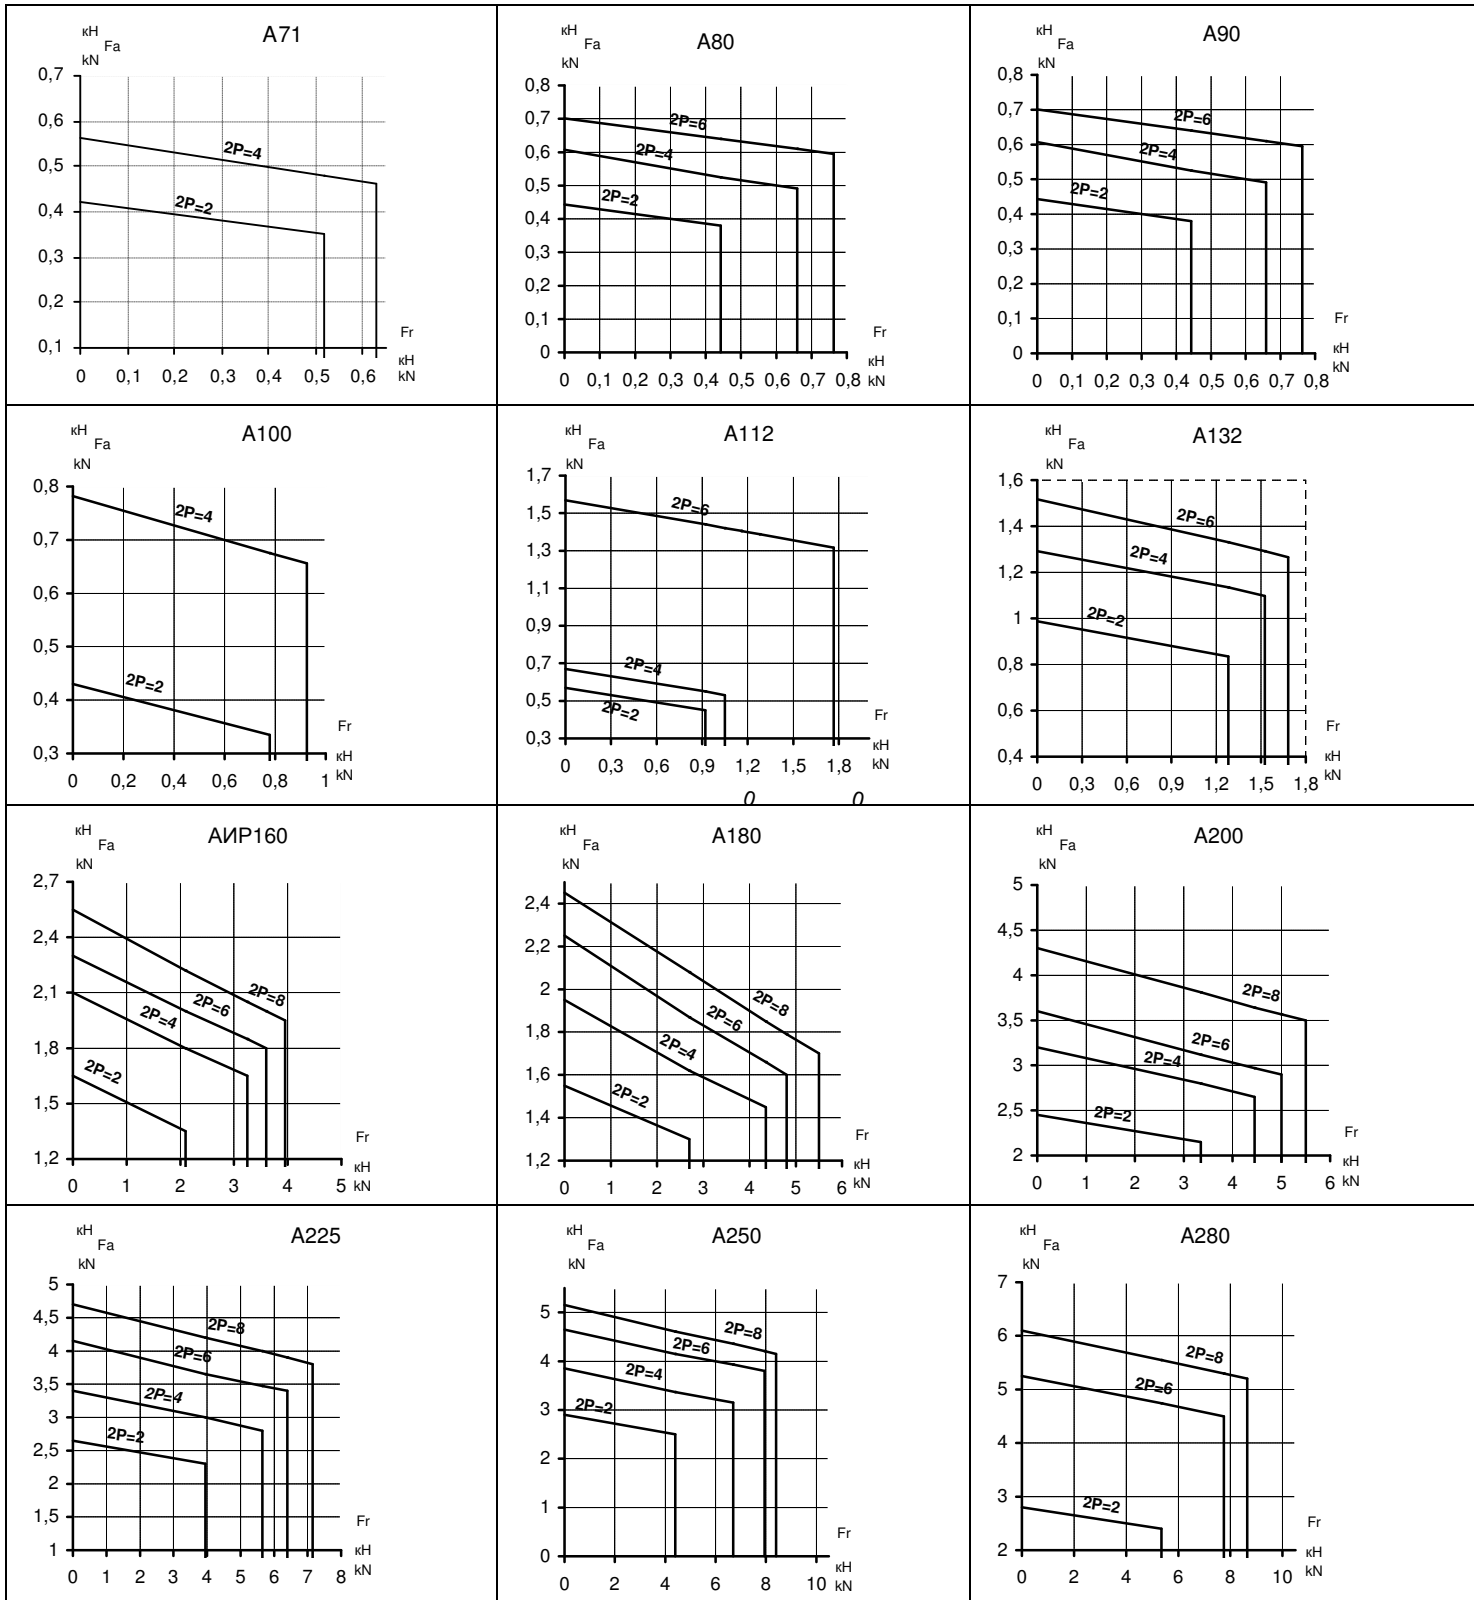 кН
Fa
kN
А71
0,7
0,6
0,5
0,4
0,3
0,2
0,1
2P=4
2P=2
Fr
кН
kN
0 0,1 0,2 0,3 0,4 0,5 0,6
кН
Fa
kN
А80
0,8
0,7
0,6
0,5
0,4
0,3
0,2
0,1
0
2P=6
2P=4
2P=2
Fr
кН
kN
0 0,1 0,2 0,3 0,4 0,5 0,6 0,7 0,8
кН
Fa
kN
А90
0,8
0,7
0,6
0,5
0,4
0,3
0,2
0,1
0
2P=6
2P=4
2P=2
Fr
кН
kN
0 0,1 0,2 0,3 0,4 0,5 0,6 0,7 0,8
кН
Fa
kN
А100
0,8
0,7
0,6
0,5
0,4
0,3
2P=4
2P=2
Fr
кН
kN
0 0,2 0,4 0,6 0,8 1
кН
Fa
kN
А112
1,7
1,5
1,3
1,1
0,9
0,7
0,5
0,3
2P=6
2P=4
2P=2
Fr
кН
kN
0 0,3 0,6 0,9 1,2 1,5 1,8
0 0
кН
Fa
kN
А132
1,6
1,4
1,2
1
0,8
0,6
0,4
2P=6
2P=4
2P=2
Fr
кН
kN
0 0,3 0,6 0,9 1,2 1,5 1,8
кН
Fa
kN
АИР160
2,7
2,4
2,1
1,8
1,5
1,2
2P=8
2P=6
2P=4
2P=2
Fr
кН
kN
0 1 2 3 4 5
кН
Fa
kN
А180
2,4
2,2
2
1,8
1,6
1,4
1,2
2P=8
2P=6
2P=4
2P=2
Fr
кН
kN
0 1 2 3 4 5 6
кН
Fa
kN
А200
5
4,5
4
3,5
3
2,5
2
2P=8
2P=6
2P=4
2P=2
Fr
кН
kN
0 1 2 3 4 5 6
кН
Fa
kN
А225
5
4,5
4
3,5
3
2,5
2
1,5
1
2P=8
2P=6
2P=4
2P=2
Fr
кН
kN
0 1 2 3 4 5 6 7 8
кН
Fa
kN
А250
5
4
3
2
1
0
2P=8
2P=6
2P=4
2P=2
Fr
кН
kN
0 2 4 6 8 10
кН
Fa
kN
А280
7
6
5
4
3
2
2P=8
2P=6
2P=2
Fr
кН
kN
0 2 4 6 8 10